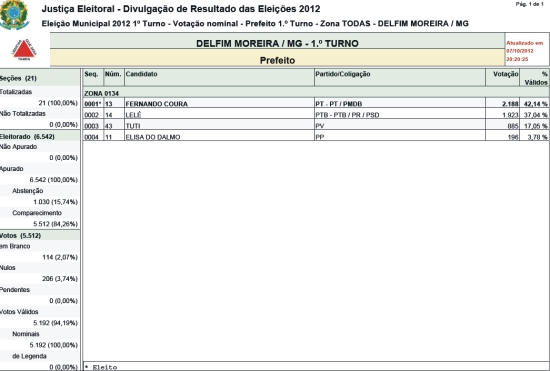 Pág. 1 de 1
Justiça Eleitoral - Divulgação de Resultado das Eleições 2012
Eleição Municipal 2012 1º Turno - Votação nominal - Prefeito 1.º Turno - Zona TODAS - DELFIM MOREIRA / MG
DELFIM MOREIRA / MG - 1.º TURNO
Prefeito
Atualizado em
07/10/2012
20:20:25
Seções (21)
Totalizadas
21 (100,00%)
Não Totalizadas
0 (0,00%)
Eleitorado (6.542)
Não Apurado
0 (0,00%)
Apurado
6.542 (100,00%)
Abstenção
1.030 (15,74%)
Comparecimento
5.512 (84,26%)
Votos (5.512)
em Branco
114 (2,07%)
Nulos
206 (3,74%)
Pendentes
0 (0,00%)
Votos Válidos
5.192 (94,19%)
Nominais
5.192 (100,00%)
de Legenda
0 (0,00%)
Seq. Núm. Candidato Partido/Coligação Votação % Válidos
ZONA 0134
0001* 13 FERNANDO COURA PT - PT / PMDB 2.188 42,14 %
0002 14 LELÉ PTB - PTB / PR / PSD 1.923 37,04 %
0003 43 TUTI PV 885 17,05 %
0004 11 ELISA DO DALMO PP 196 3,78 %
* Eleito